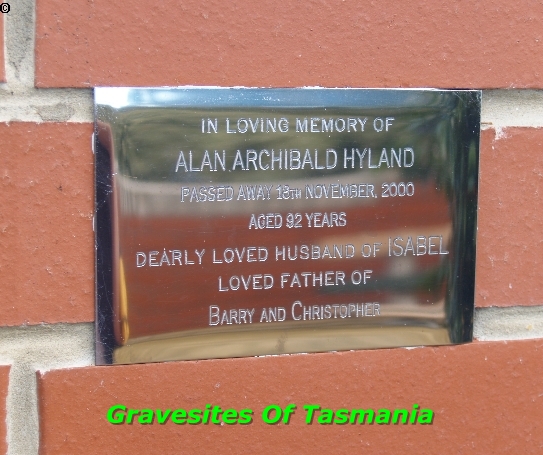 ©
IN LOVING MEMORY OF
ALAN ARCHIBALD HYLAND
PASSED AWAY 18TH NOVEMBER, 2000
AGED 92 YEARS
DEARLY LOVED HUSBAND OF ISABEL
LOVED FATHER OF
BARRY AND CHRISTOPHER
Gravesites Of Tasmania